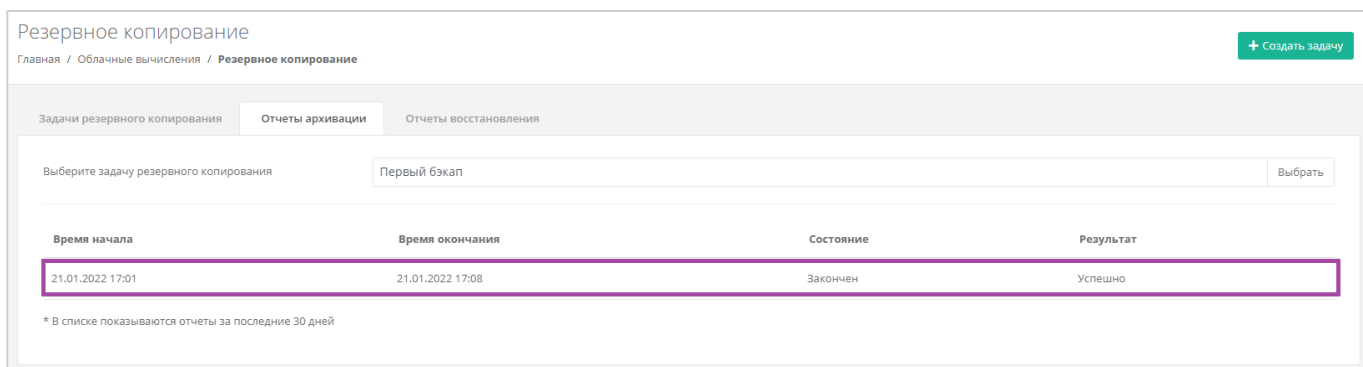 Резервное копирование
+ Создать задачу
Главная / Облачные вычисления / Резервное копирование
Задачи резервного копирования Отчеты архивации Отчеты восстановления
Выберите задачу резервного копирования Первый бэкап Выбрать
Время начала Время окончания Состояние Результат
21.01.2022 17:01 21.01.2022 17:08 Закончен Успешно
* В списке показываются отчеты за последние 30 дней